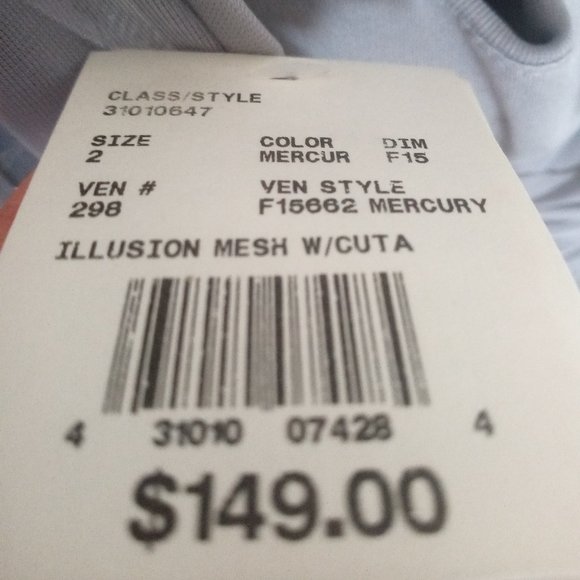 CLASS/STYLE
31010647
SIZE COLOR DIM
2 MERCUR F15
VEN # VEN STYLE
298 F15662 MERCURY
ILLUSION MESH W/CUTA
4 31010 07428 4
$149.00